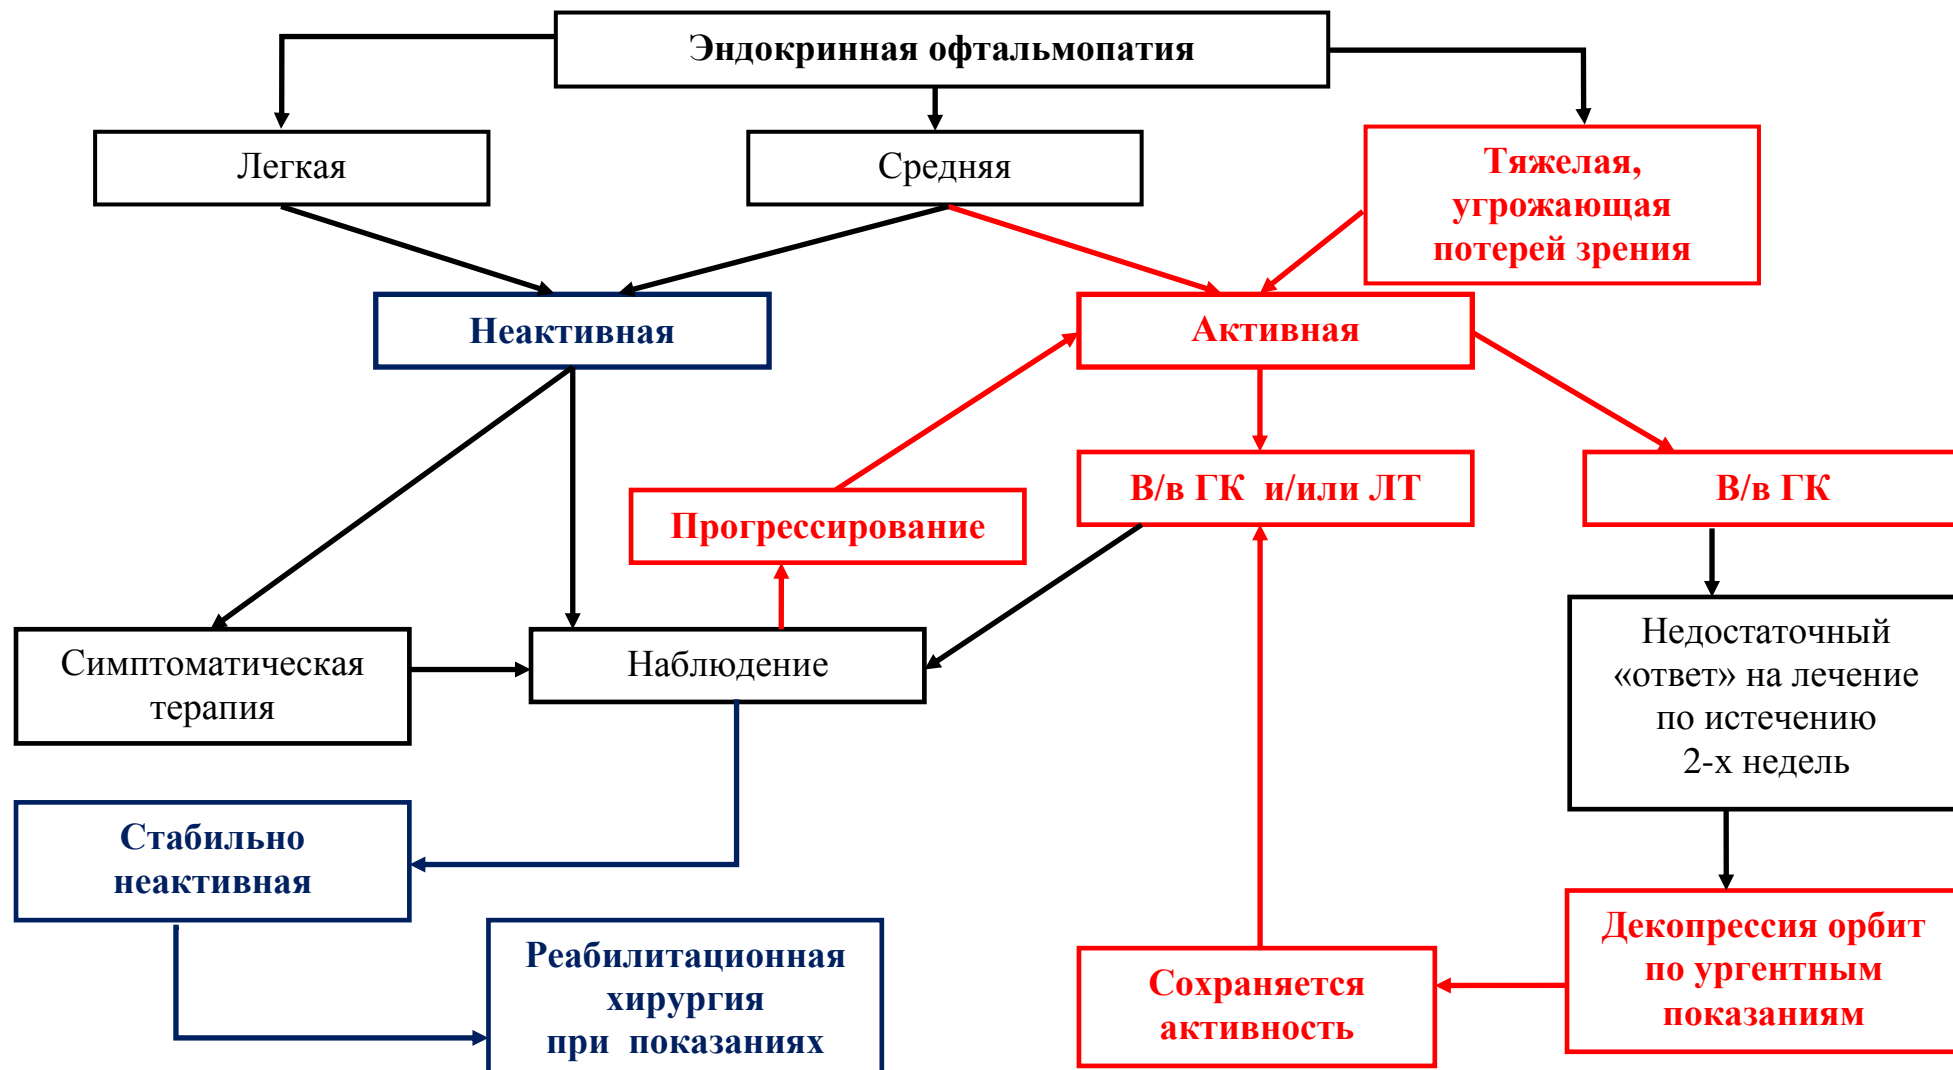 Эндокринная офтальмопатия
Легкая
Средняя
Тяжелая,
угрожающая
потерей зрения
Неактивная
Активная
В/в ГК и/или ЛТ
В/в ГК
Прогрессирование
Симптоматическая
терапия
Наблюдение
Недостаточный
«ответ» на лечение
по истечению
2-х недель
Стабильно
неактивная
Реабилитационная
хирургия
при показаниях
Сохраняется
активность
Декопрессия орбит
по ургентным
показаниям